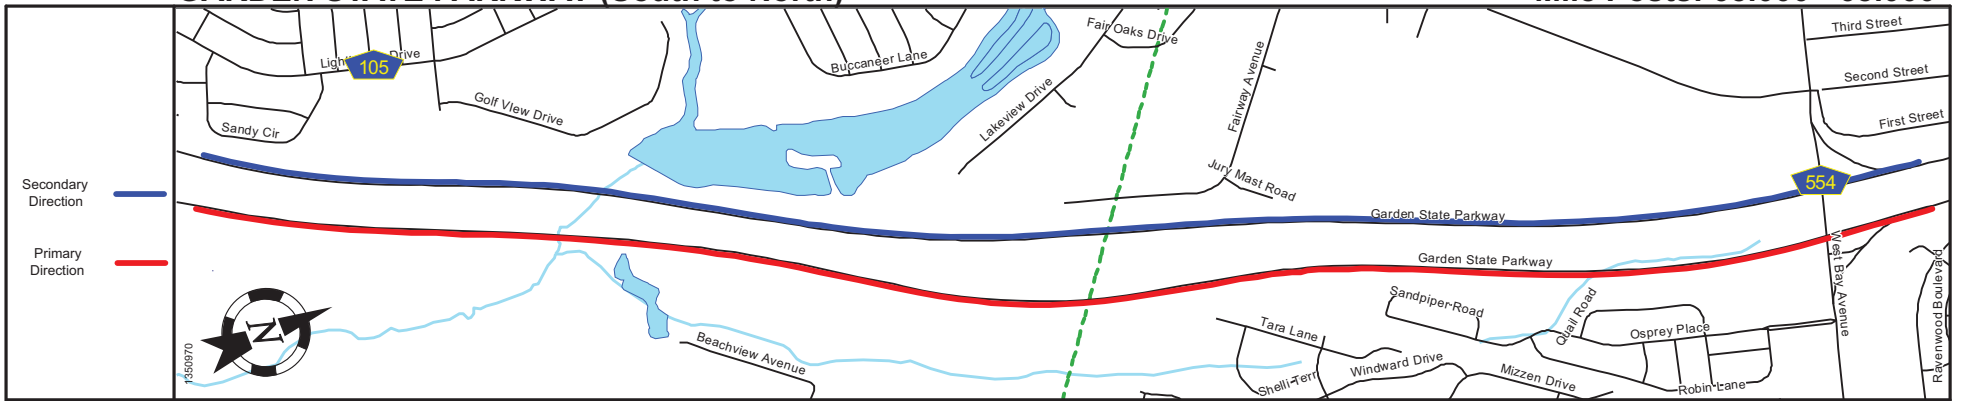 (South to North)
Third Street
Fair Oaks Drive
Drive
105
Buccaneer Lane
Fairway Avenue
Second Street
Golf View Drive
Lakeview Drive
First Street
Sandy Cir
Jury Mast Road
554
Secondary
Direction
Garden State Parkway
Primary
Direction
Garden State Parkway
West Bay Avenue
Ravenwood Boulevard
Sandpiper Road
Quail Road
N
Tara Lane
Osprey Place
1350970
Beachview Avenue
Windward Drive
Mizzen Drive
Shelli Terr
Robin Lane